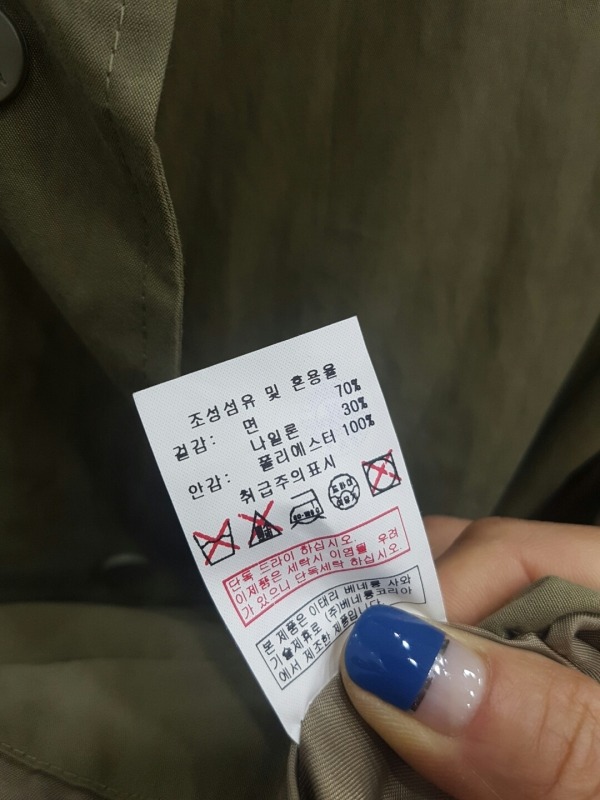 조성섬유 및 혼용율
겉감: 면 70%
나일론 30%
안감: 폴리에스터 100%
취급주의표시
단독 드라이 하십시오.
이제품은 세탁시 이염될 우려
가 있으니 단독세탁 하십시오.
본 제품은 이태리 베네통 사와
기술제휴로 (주)베네통코리아
에서 제조한 제품입니다.